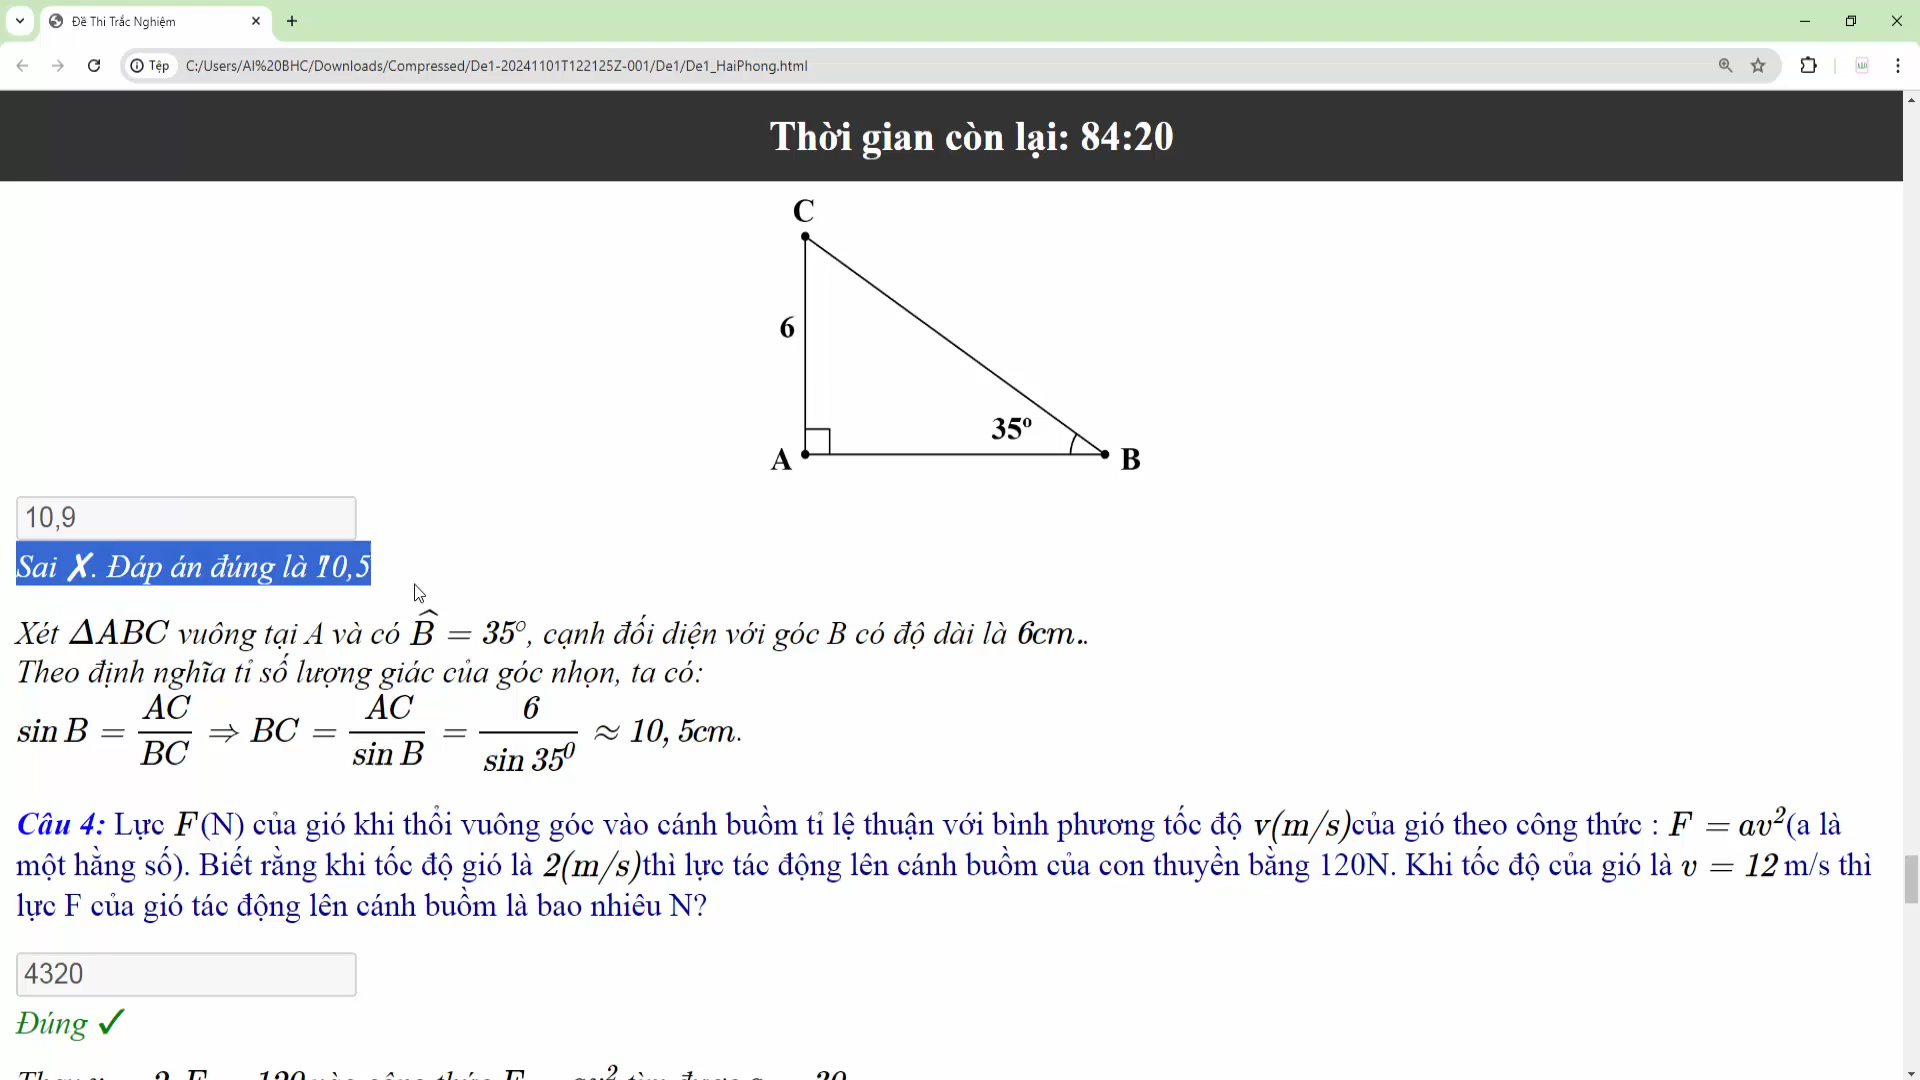 Đề Thi Trắc Nghiệm
Tệp C:/Users/AI%20BHC/Downloads/Compressed/De1-20241101T122125Z-001/De1/De1_HaiPhong.html
Thời gian còn lại: 84:20
C
6
35º
A B
10,9
Sai ✗. Đáp án đúng là 10,5
Xét ΔABC vuông tại A và có B̂ = 35°, cạnh đối diện với góc B có độ dài là 6cm..
Theo định nghĩa tỉ số lượng giác của góc nhọn, ta có:
sin B = AC/BC ⇒ BC = AC/sin B = 6/sin 35⁰ ≈ 10, 5cm.
Câu 4: Lực F(N) của gió khi thổi vuông góc vào cánh buồm tỉ lệ thuận với bình phương tốc độ v(m/s)của gió theo công thức : F = av²(a là
một hằng số). Biết rằng khi tốc độ gió là 2(m/s)thì lực tác động lên cánh buồm của con thuyền bằng 120N. Khi tốc độ của gió là v = 12 m/s thì
lực F của gió tác động lên cánh buồm là bao nhiêu N?
4320
Đúng ✓